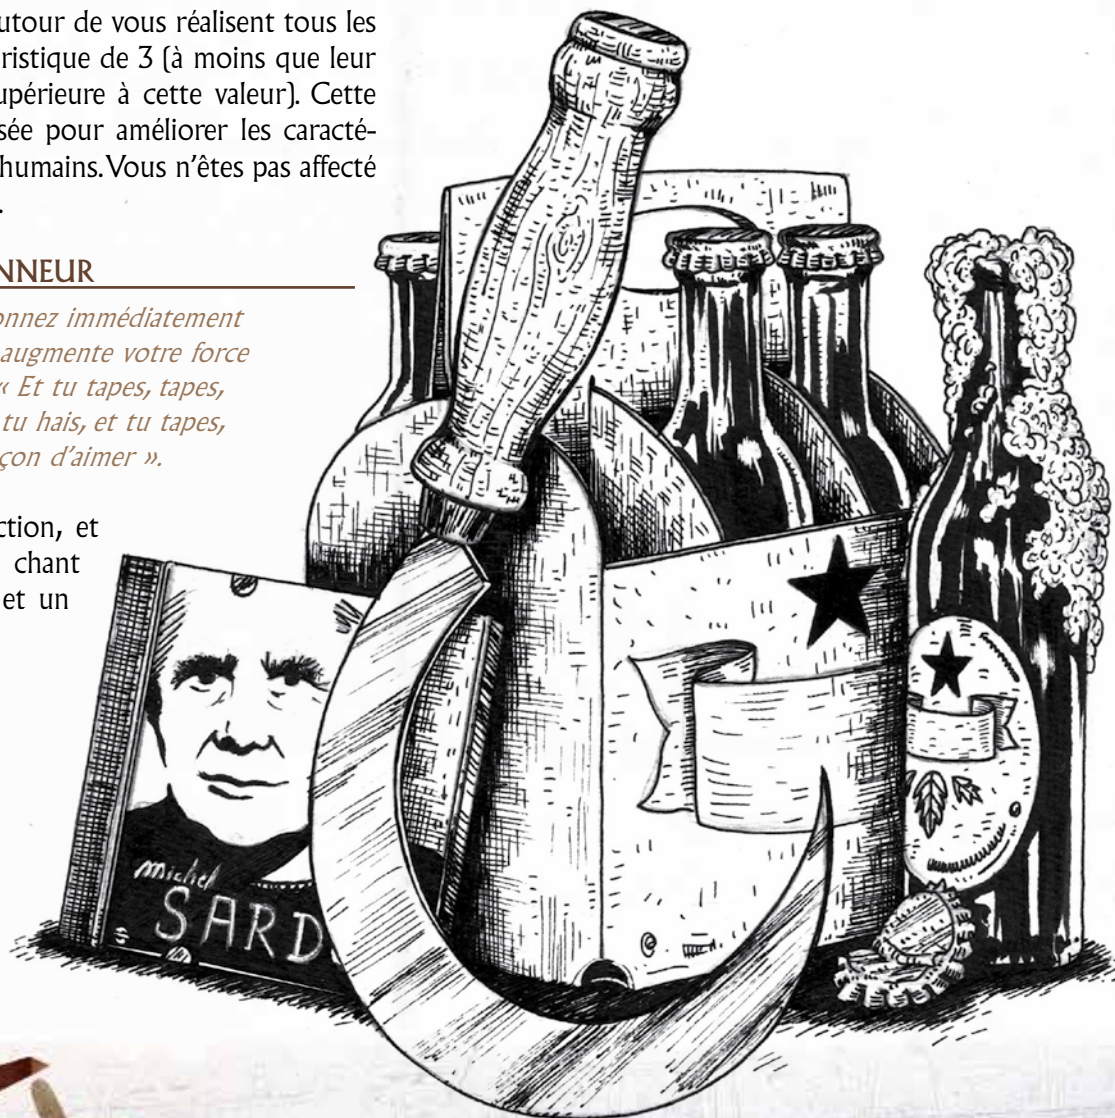 utour de vous réalisent tous les
ristique de 3 (à moins que leur
upérieure à cette valeur). Cette
sée pour améliorer les caracté-
humains. Vous n'êtes pas affecté
.
NNEUR
onnez immédiatement
augmente votre force
« Et tu tapes, tapes,
tu hais, et tu tapes,
çon d'aimer ».
ction, et
chant
et un
michel
SARD